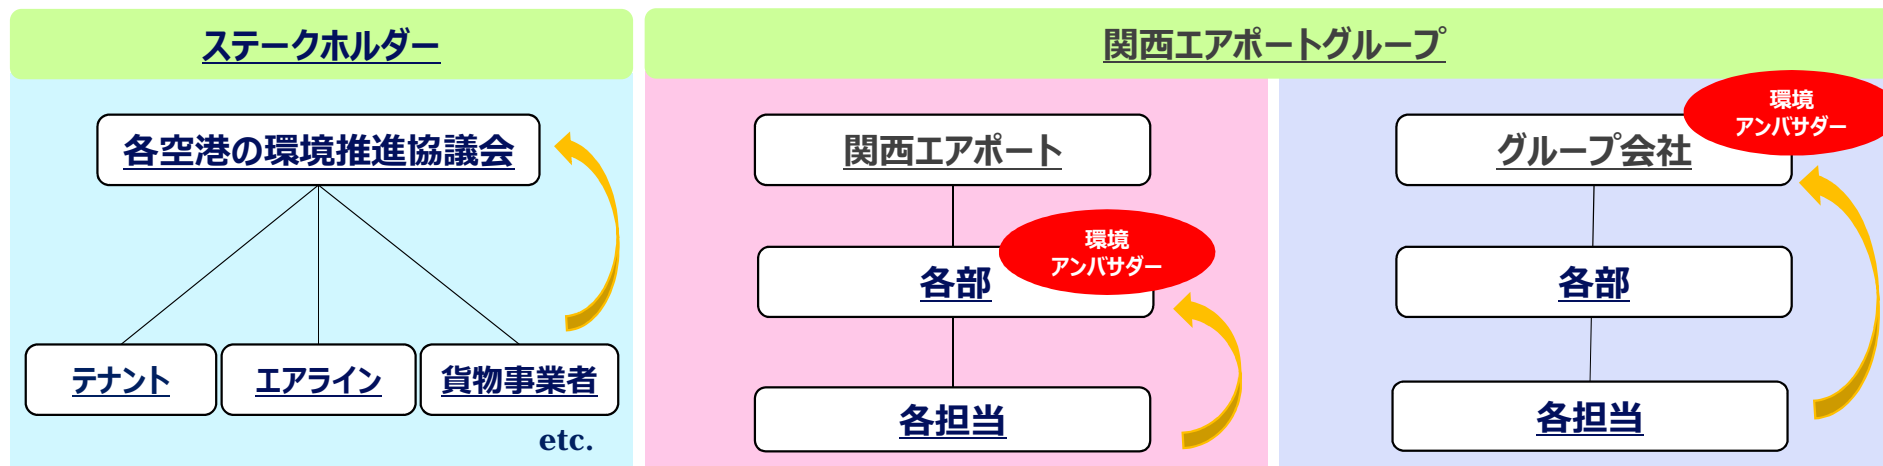 ステークホルダー
関西エアポートグループ
各空港の環境推進協議会
テナント
エアライン
貨物事業者
etc.
関西エアポート
環境
アンバサダー
各部
各担当
環境
アンバサダー
グループ会社
各部
各担当